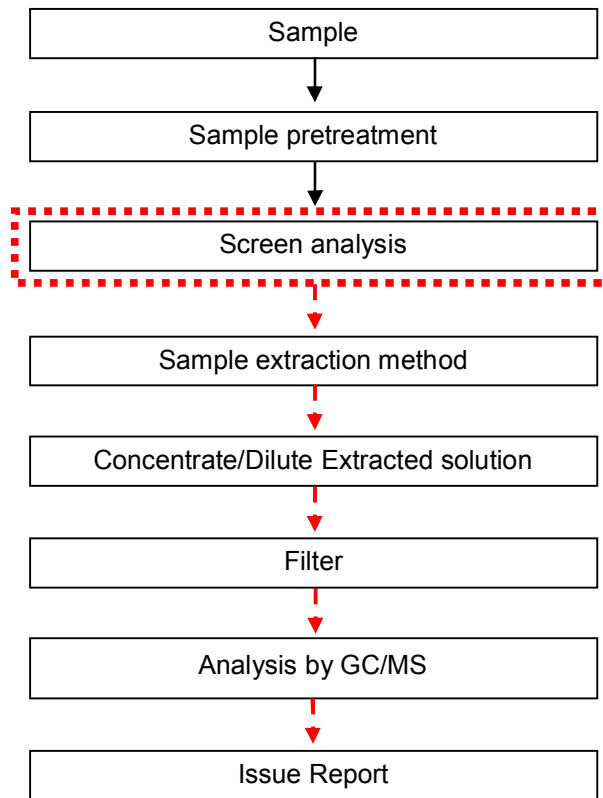 Sample
Sample pretreatment
Screen analysis
Sample extraction method
Concentrate/Dilute Extracted solution
Filter
Analysis by GC/MS
Issue Report